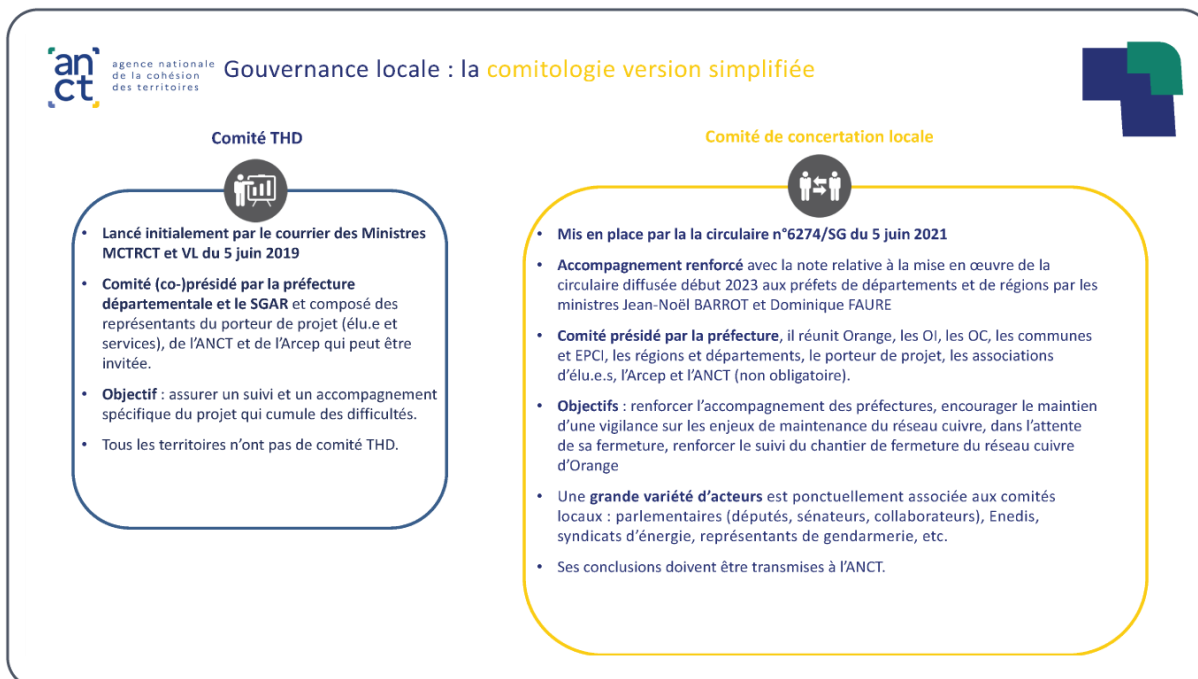 an
ct
agence nationale
de la cohésion
des territoires
Gouvernance locale : la comitologie version simplifiée
Comité THD
• Lancé initialement par le courrier des Ministres
MCTRCT et VL du 5 juin 2019
• Comité (co-)présidé par la préfecture
départementale et le SGAR et composé des
représentants du porteur de projet (élu.e et
services), de l'ANCT et de l'Arcep qui peut être
invitée.
• Objectif : assurer un suivi et un accompagnement
spécifique du projet qui cumule des difficultés.
• Tous les territoires n'ont pas de comité THD.
Comité de concertation locale
• Mis en place par la la circulaire n°6274/SG du 5 juin 2021
• Accompagnement renforcé avec la note relative à la mise en œuvre de la
circulaire diffusée début 2023 aux préfets de départements et de régions par les
ministres Jean-Noël BARROT et Dominique FAURE
• Comité présidé par la préfecture, il réunit Orange, les OI, les OC, les communes
et EPCI, les régions et départements, le porteur de projet, les associations
d'élu.e.s, l'Arcep et l'ANCT (non obligatoire).
• Objectifs : renforcer l'accompagnement des préfectures, encourager le maintien
d'une vigilance sur les enjeux de maintenance du réseau cuivre, dans l'attente
de sa fermeture, renforcer le suivi du chantier de fermeture du réseau cuivre
d'Orange
• Une grande variété d'acteurs est ponctuellement associée aux comités
locaux : parlementaires (députés, sénateurs, collaborateurs), Enedis,
syndicats d'énergie, représentants de gendarmerie, etc.
• Ses conclusions doivent être transmises à l'ANCT.